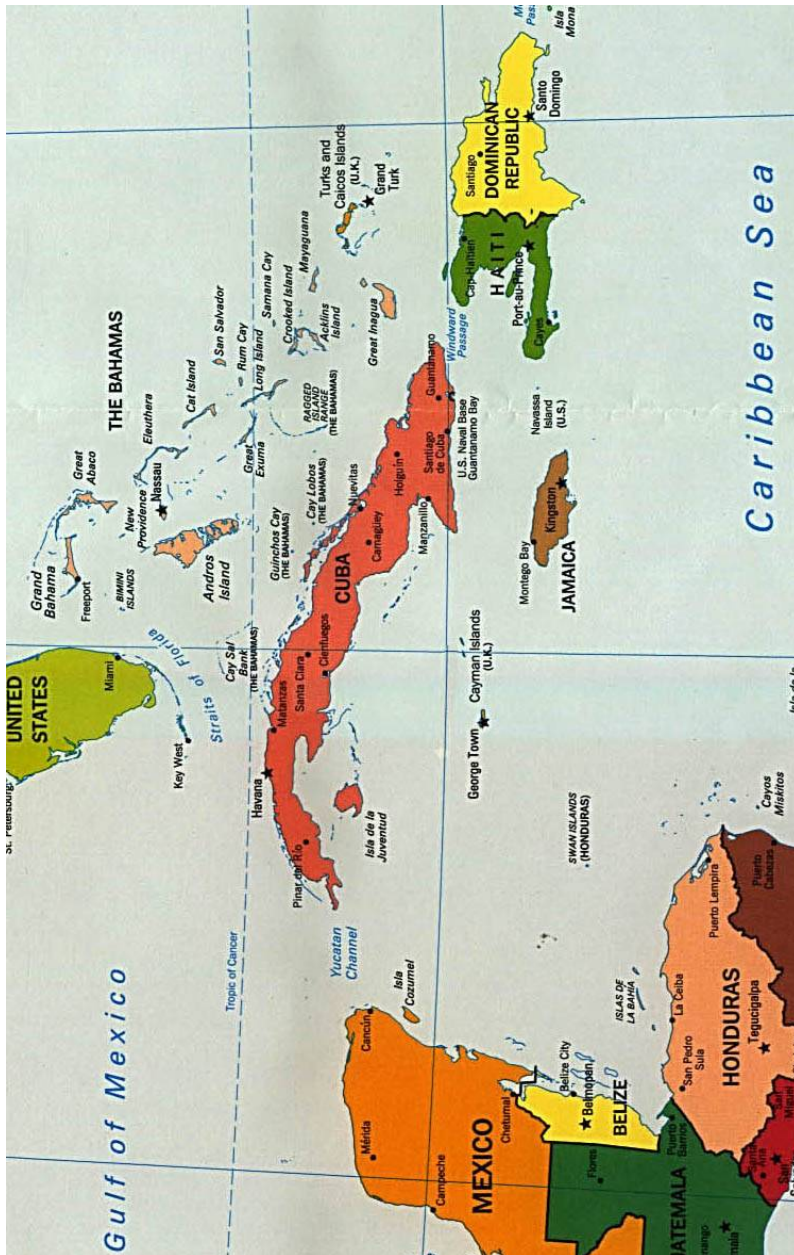 Gulf of Mexico
UNITED
STATES
Miami
Key West
Straits of Florida
THE BAHAMAS
Grand
Bahama
Freeport
Great
Abaco
BIMINI
ISLANDS
New
Providence
Nassau
Eleuthera
Andros
Island
Cat Island
San Salvador
Rum Cay
Great
Exuma
Long Island
Samana Cay
Crooked Island
Acklins
Island
Mayaguana
Great Inagua
RAGGED
ISLAND
RANGE
(THE BAHAMAS)
Cay Sal
Bank
(THE BAHAMAS)
Guinchos Cay
(THE BAHAMAS)
Cay Lobos
(THE BAHAMAS)
Turks and
Caicos Islands
(U.K.)
Grand
Turk
Tropic of Cancer
Havana
Matanzas
Pinar del Río
Santa Clara
Cienfuegos
CUBA
Camagüey
Nuevitas
Holguín
Manzanillo
Santiago
de Cuba
Guantánamo
U.S. Naval Base
Guantanamo Bay
Isla de la
Juventud
Windward
Passage
Yucatan
Channel
Cancún
Isla
Cozumel
Mérida
Campeche
MEXICO
Chetumal
George Town
Cayman Islands
(U.K.)
Montego Bay
Kingston
JAMAICA
Navassa
Island
(U.S.)
Cap-Haïtien
HAITI
Port-au-Prince
Cayes
Santiago
DOMINICAN
REPUBLIC
Santo
Domingo
Isla
Mona
Belize City
Belmopan
BELIZE
Flores
ATEMALA
Puerto
Barrios
SWAN ISLANDS
(HONDURAS)
ISLAS DE
LA BAHÍA
La Ceiba
San Pedro
Sula
HONDURAS
Tegucigalpa
Puerto Lempira
Puerto
Cabezas
Cayos
Miskitos
Santa
Ana
San
San
Miguel
Caribbean Sea